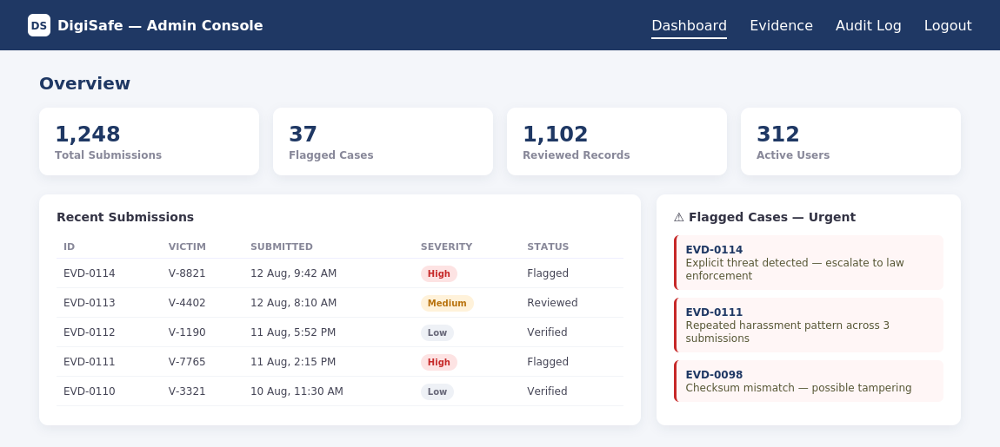 DS DigiSafe — Admin Console Dashboard Evidence Audit Log Logout
Overview
1,248 37 1,102 312
Total Submissions Flagged Cases Reviewed Records Active Users
Recent Submissions
ID VICTIM SUBMITTED SEVERITY STATUS
EVD-0114 V-8821 12 Aug, 9:42 AM High Flagged
EVD-0113 V-4402 12 Aug, 8:10 AM Medium Reviewed
EVD-0112 V-1190 11 Aug, 5:52 PM Low Verified
EVD-0111 V-7765 11 Aug, 2:15 PM High Flagged
EVD-0110 V-3321 10 Aug, 11:30 AM Low Verified
⚠ Flagged Cases — Urgent
EVD-0114
Explicit threat detected — escalate to law
enforcement
EVD-0111
Repeated harassment pattern across 3
submissions
EVD-0098
Checksum mismatch — possible tampering